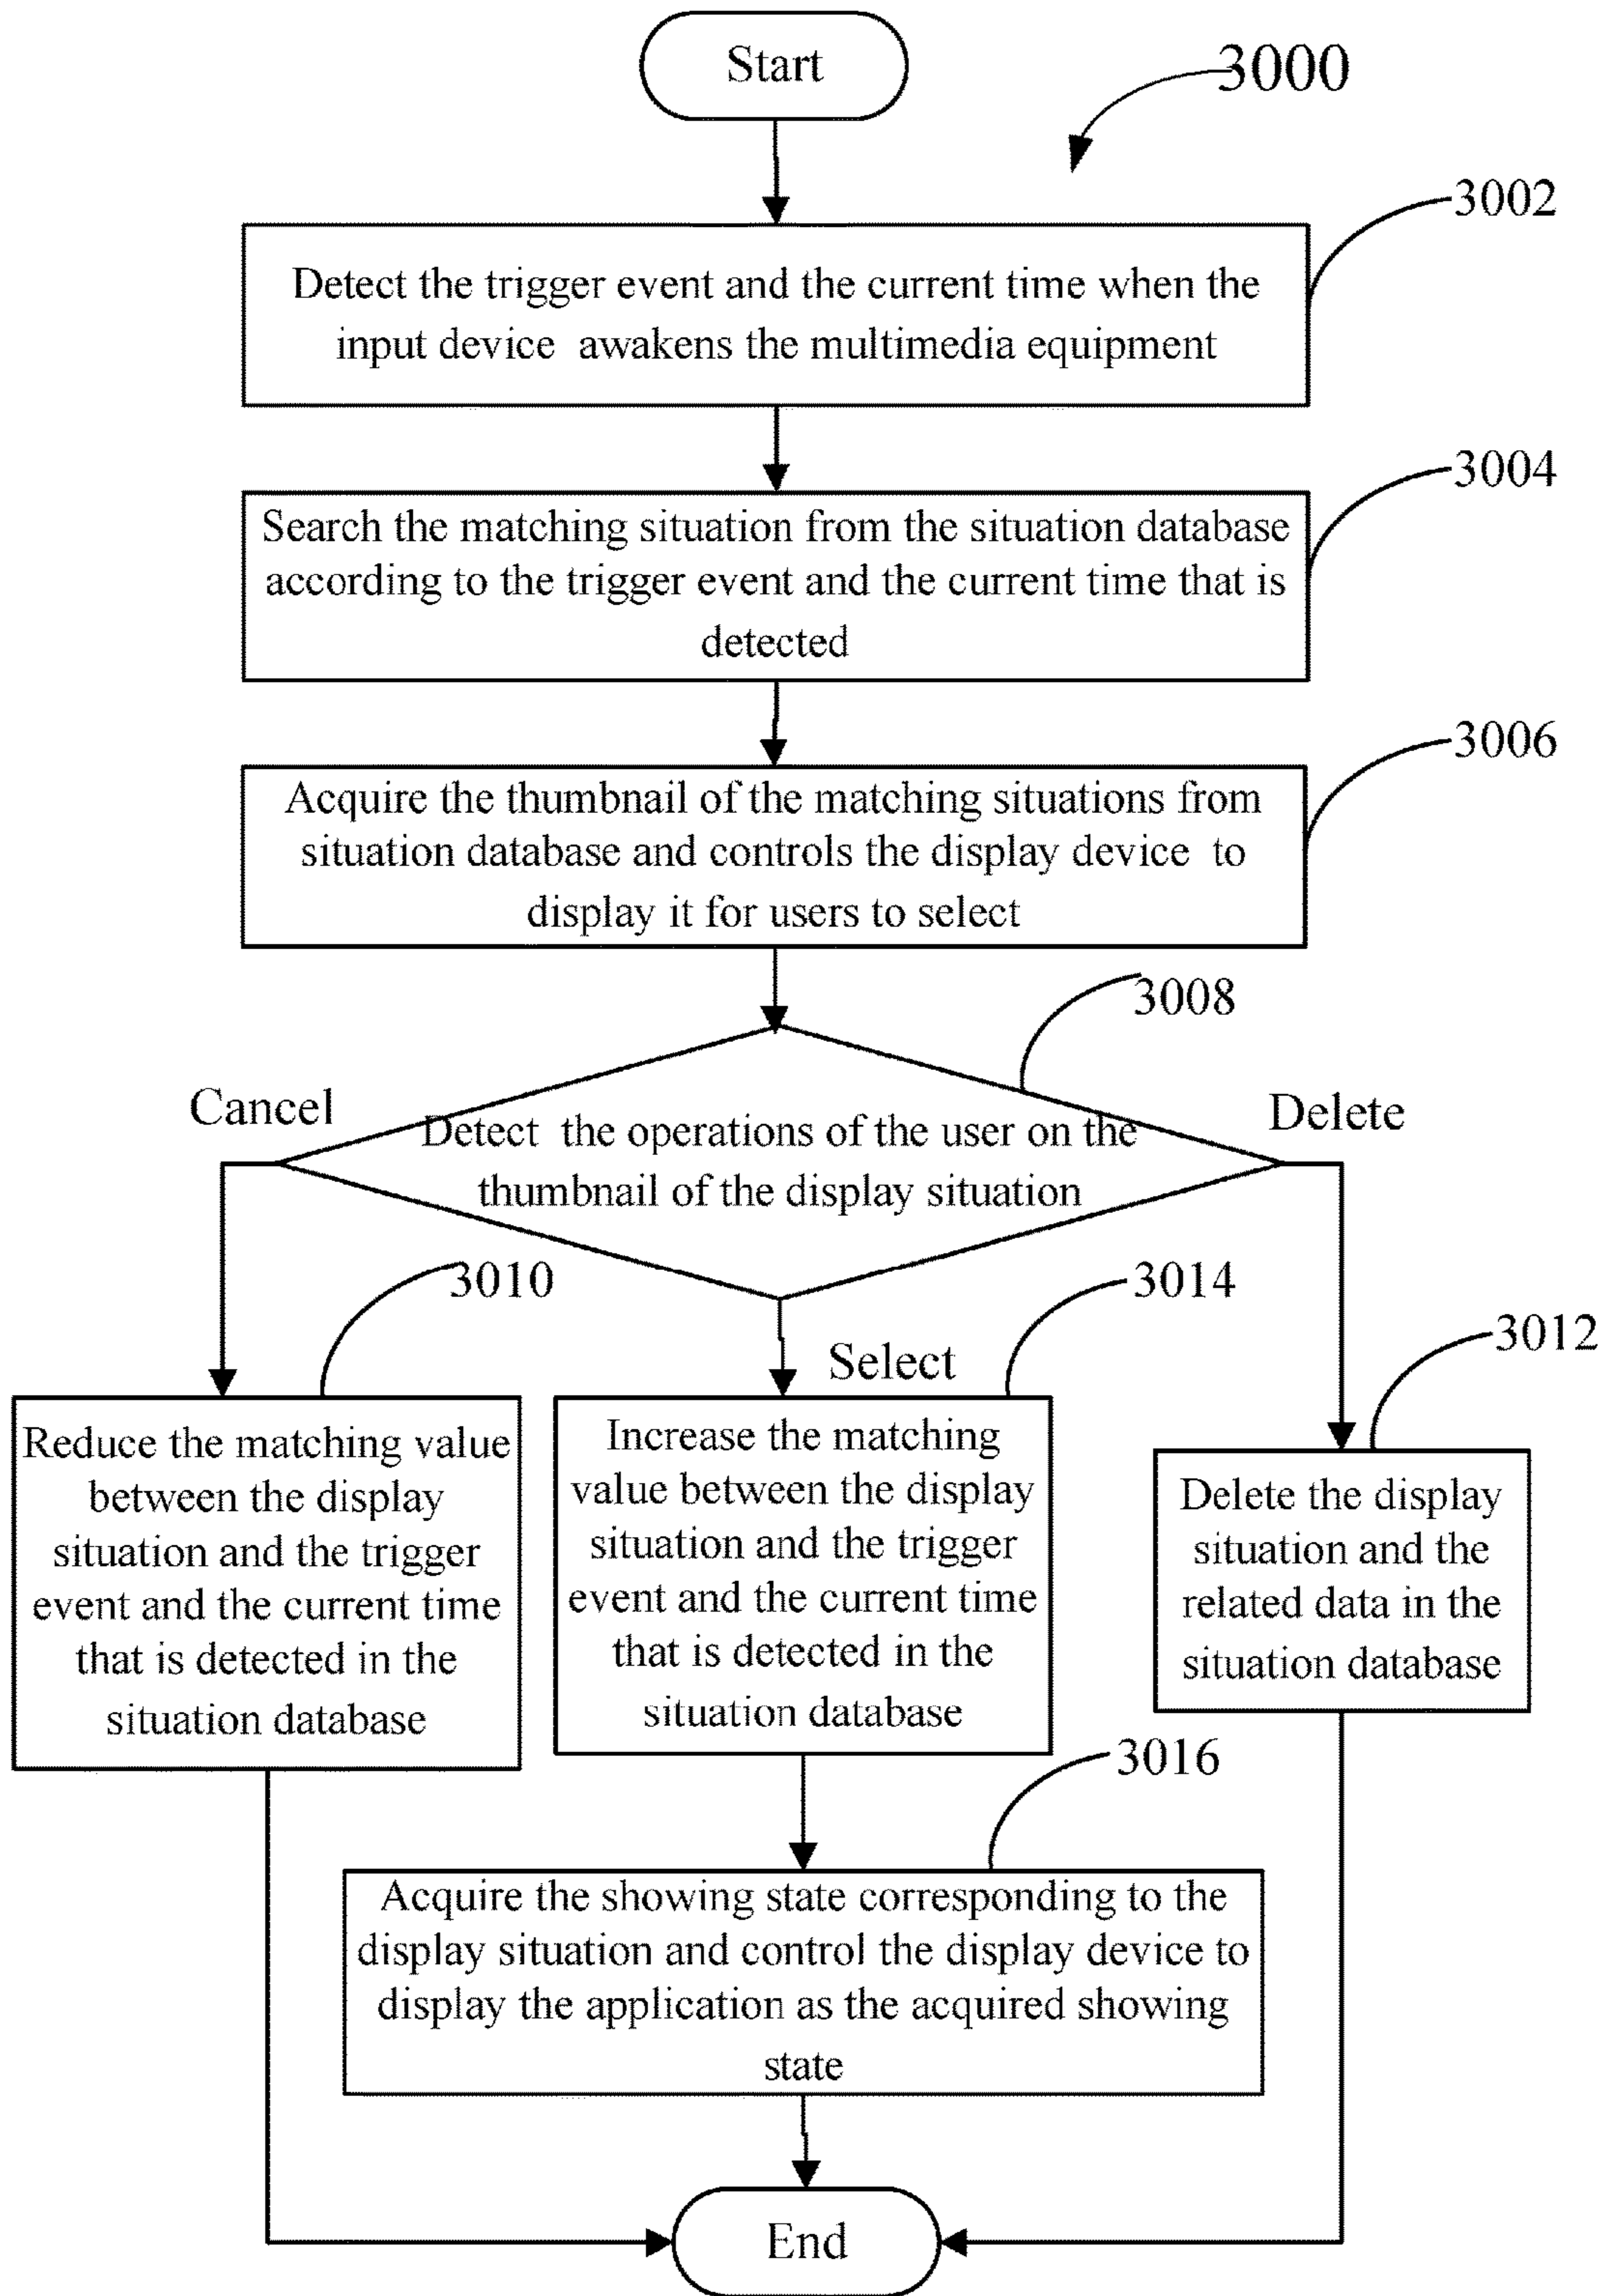 Start
3000
3002
Detect the trigger event and the current time when the
input device awakens the multimedia equipment
3004
Search the matching situation from the situation database
according to the trigger event and the current time that is
detected
3006
Acquire the thumbnail of the matching situations from
situation database and controls the display device to
display it for users to select
3008
Cancel
Delete
Detect the operations of the user on the
thumbnail of the display situation
3010
3014
3012
Select
Reduce the matching value
between the display
situation and the trigger
event and the current time
that is detected in the
situation database
Increase the matching
value between the display
situation and the trigger
event and the current time
that is detected in the
situation database
Delete the display
situation and the
related data in the
situation database
3016
Acquire the showing state corresponding to the
display situation and control the display device to
display the application as the acquired showing
state
End